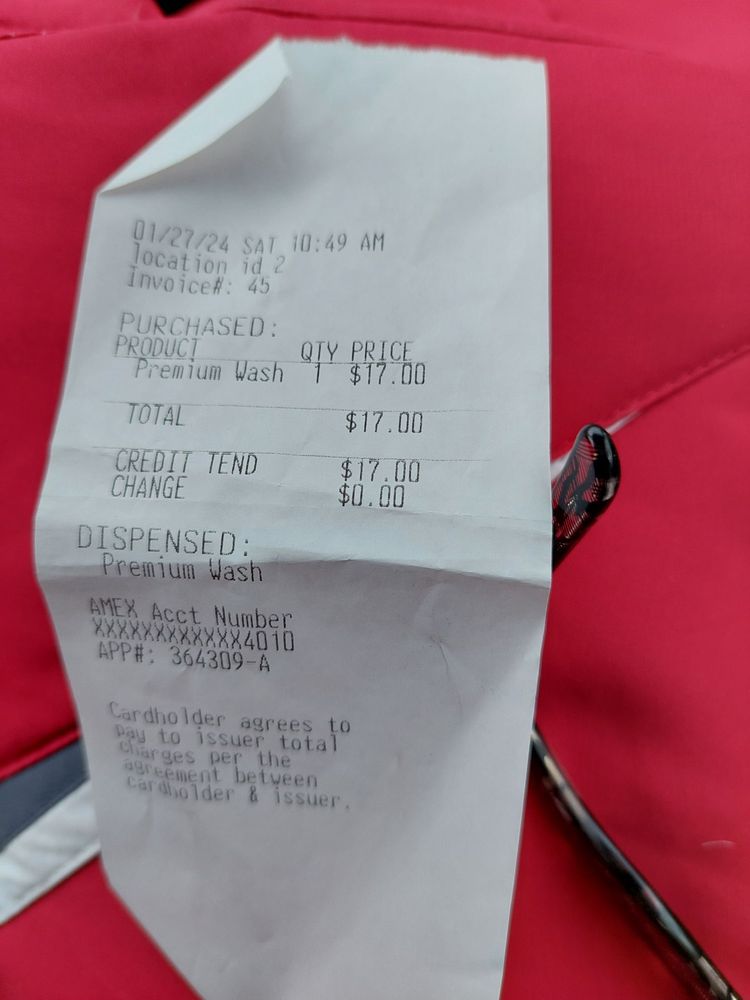 01/27/24 SAT 10:49 AM
location id 2
Invoice#: 45
PURCHASED:
PRODUCT QTY PRICE
Premium Wash 1 $17.00
TOTAL $17.00
CREDIT TEND $17.00
CHANGE $0.00
DISPENSED:
Premium Wash
AMEX Acct Number
XXXXXXXXXXXX4010
APP#: 364309-A
Cardholder agrees to
pay to issuer total
charges per the
agreement between
cardholder & issuer.